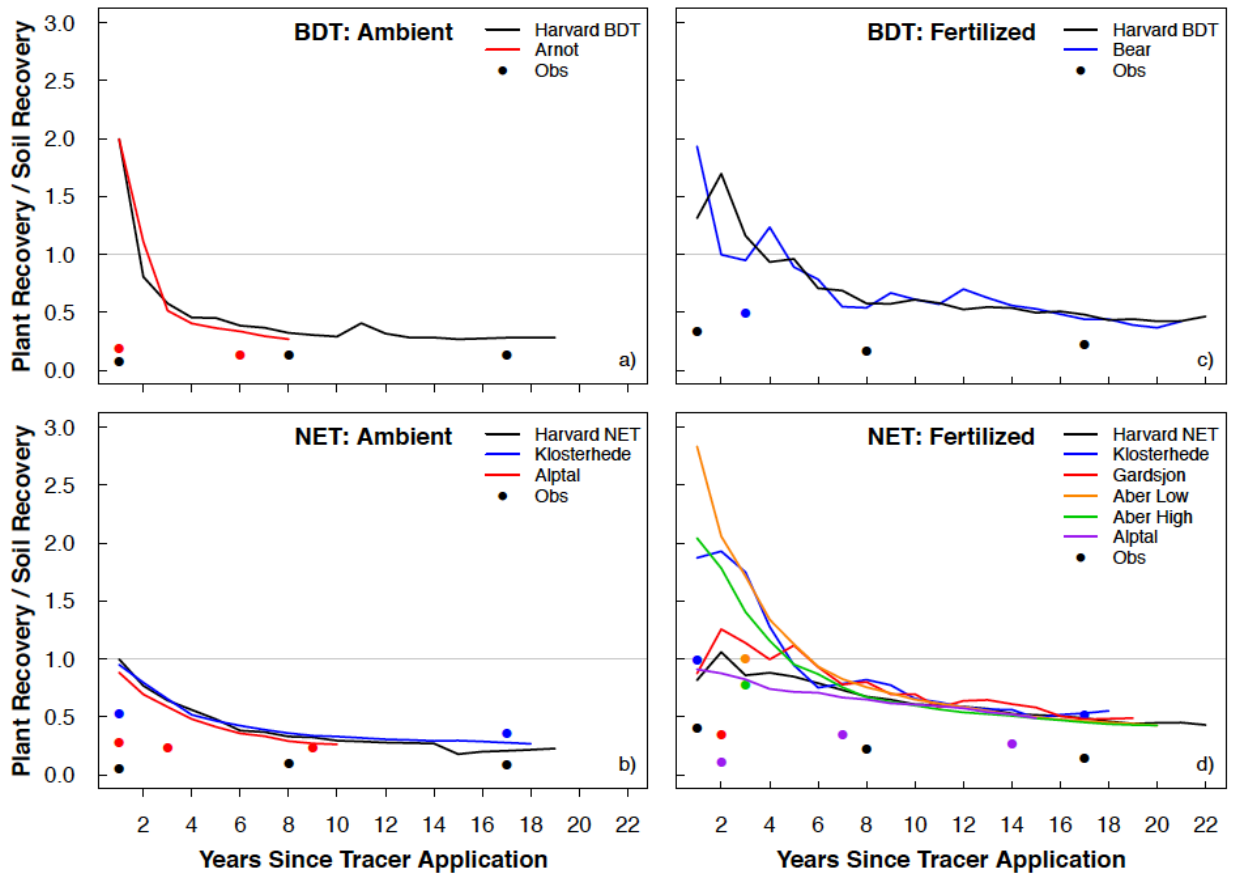 BDT: Ambient
Harvard BDT
Arnot
Obs
3.0
2.5
2.0
1.5
1.0
0.5
0.0
Plant Recovery / Soil Recovery
a)
BDT: Fertilized
Harvard BDT
Bear
Obs
c)
NET: Ambient
Harvard NET
Klosterhede
Alptal
Obs
3.0
2.5
2.0
1.5
1.0
0.5
0.0
Plant Recovery / Soil Recovery
b)
2 4 6 8 10 12 14 16 18 20 22
Years Since Tracer Application
NET: Fertilized
Harvard NET
Klosterhede
Gardsjon
Aber Low
Aber High
Alptal
Obs
d)
2 4 6 8 10 12 14 16 18 20 22
Years Since Tracer Application